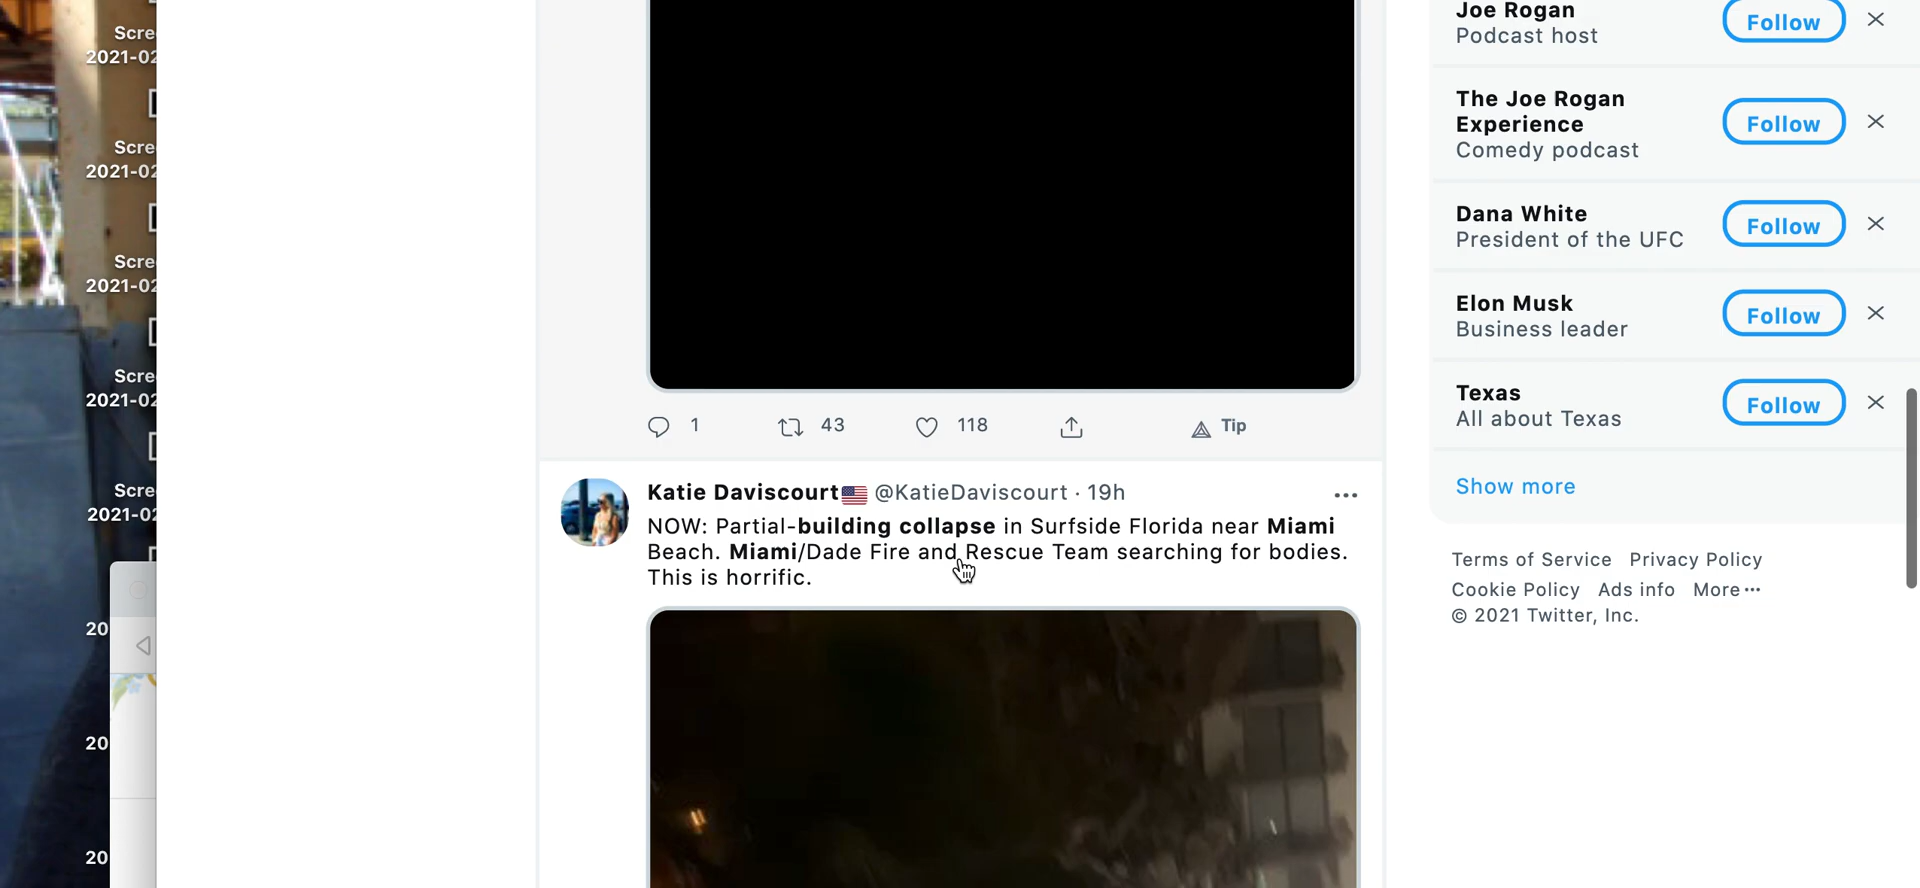 Scre
2021-02
Scre
2021-02
Scre
2021-02
Scre
2021-02
Scre
2021-02
20
20
20
1 43 118 Tip
Katie Daviscourt🇺🇸 @KatieDaviscourt · 19h
NOW: Partial-building collapse in Surfside Florida near Miami
Beach. Miami/Dade Fire and Rescue Team searching for bodies.
This is horrific.
Joe Rogan
Podcast host
Follow
The Joe Rogan
Experience
Comedy podcast
Follow
Dana White
President of the UFC
Follow
Elon Musk
Business leader
Follow
Texas
All about Texas
Follow
Show more
Terms of Service Privacy Policy
Cookie Policy Ads info More ···
© 2021 Twitter, Inc.